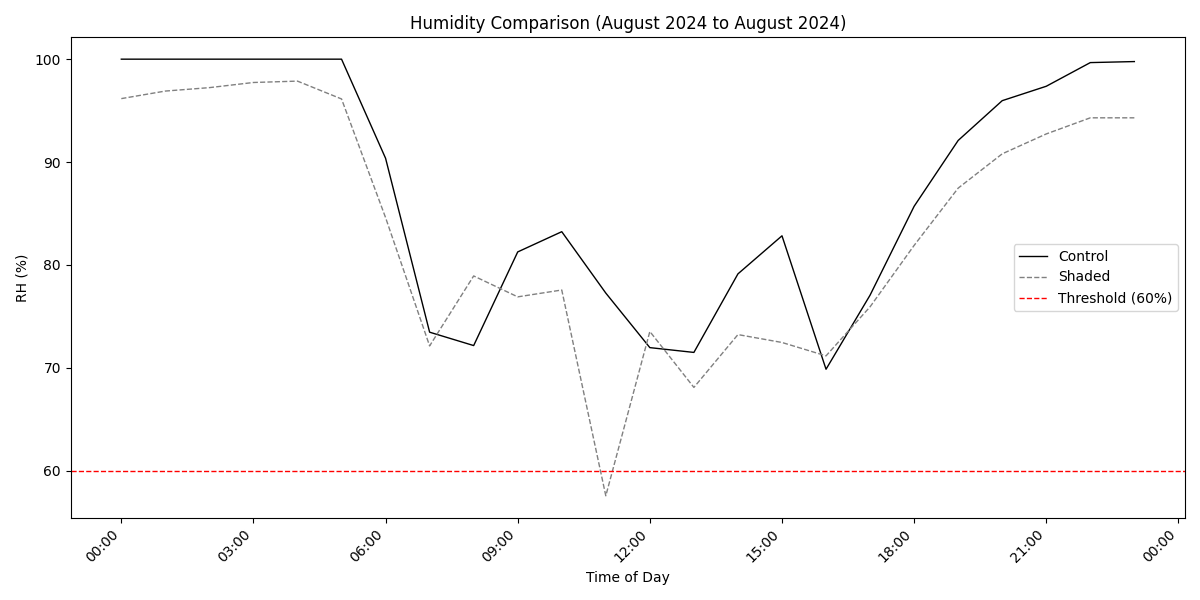 Humidity Comparison (August 2024 to August 2024)
RH (%)
100
90
80
70
60
Control
Shaded
Threshold (60%)
00:00
03:00
06:00
09:00
12:00
15:00
18:00
21:00
00:00
Time of Day